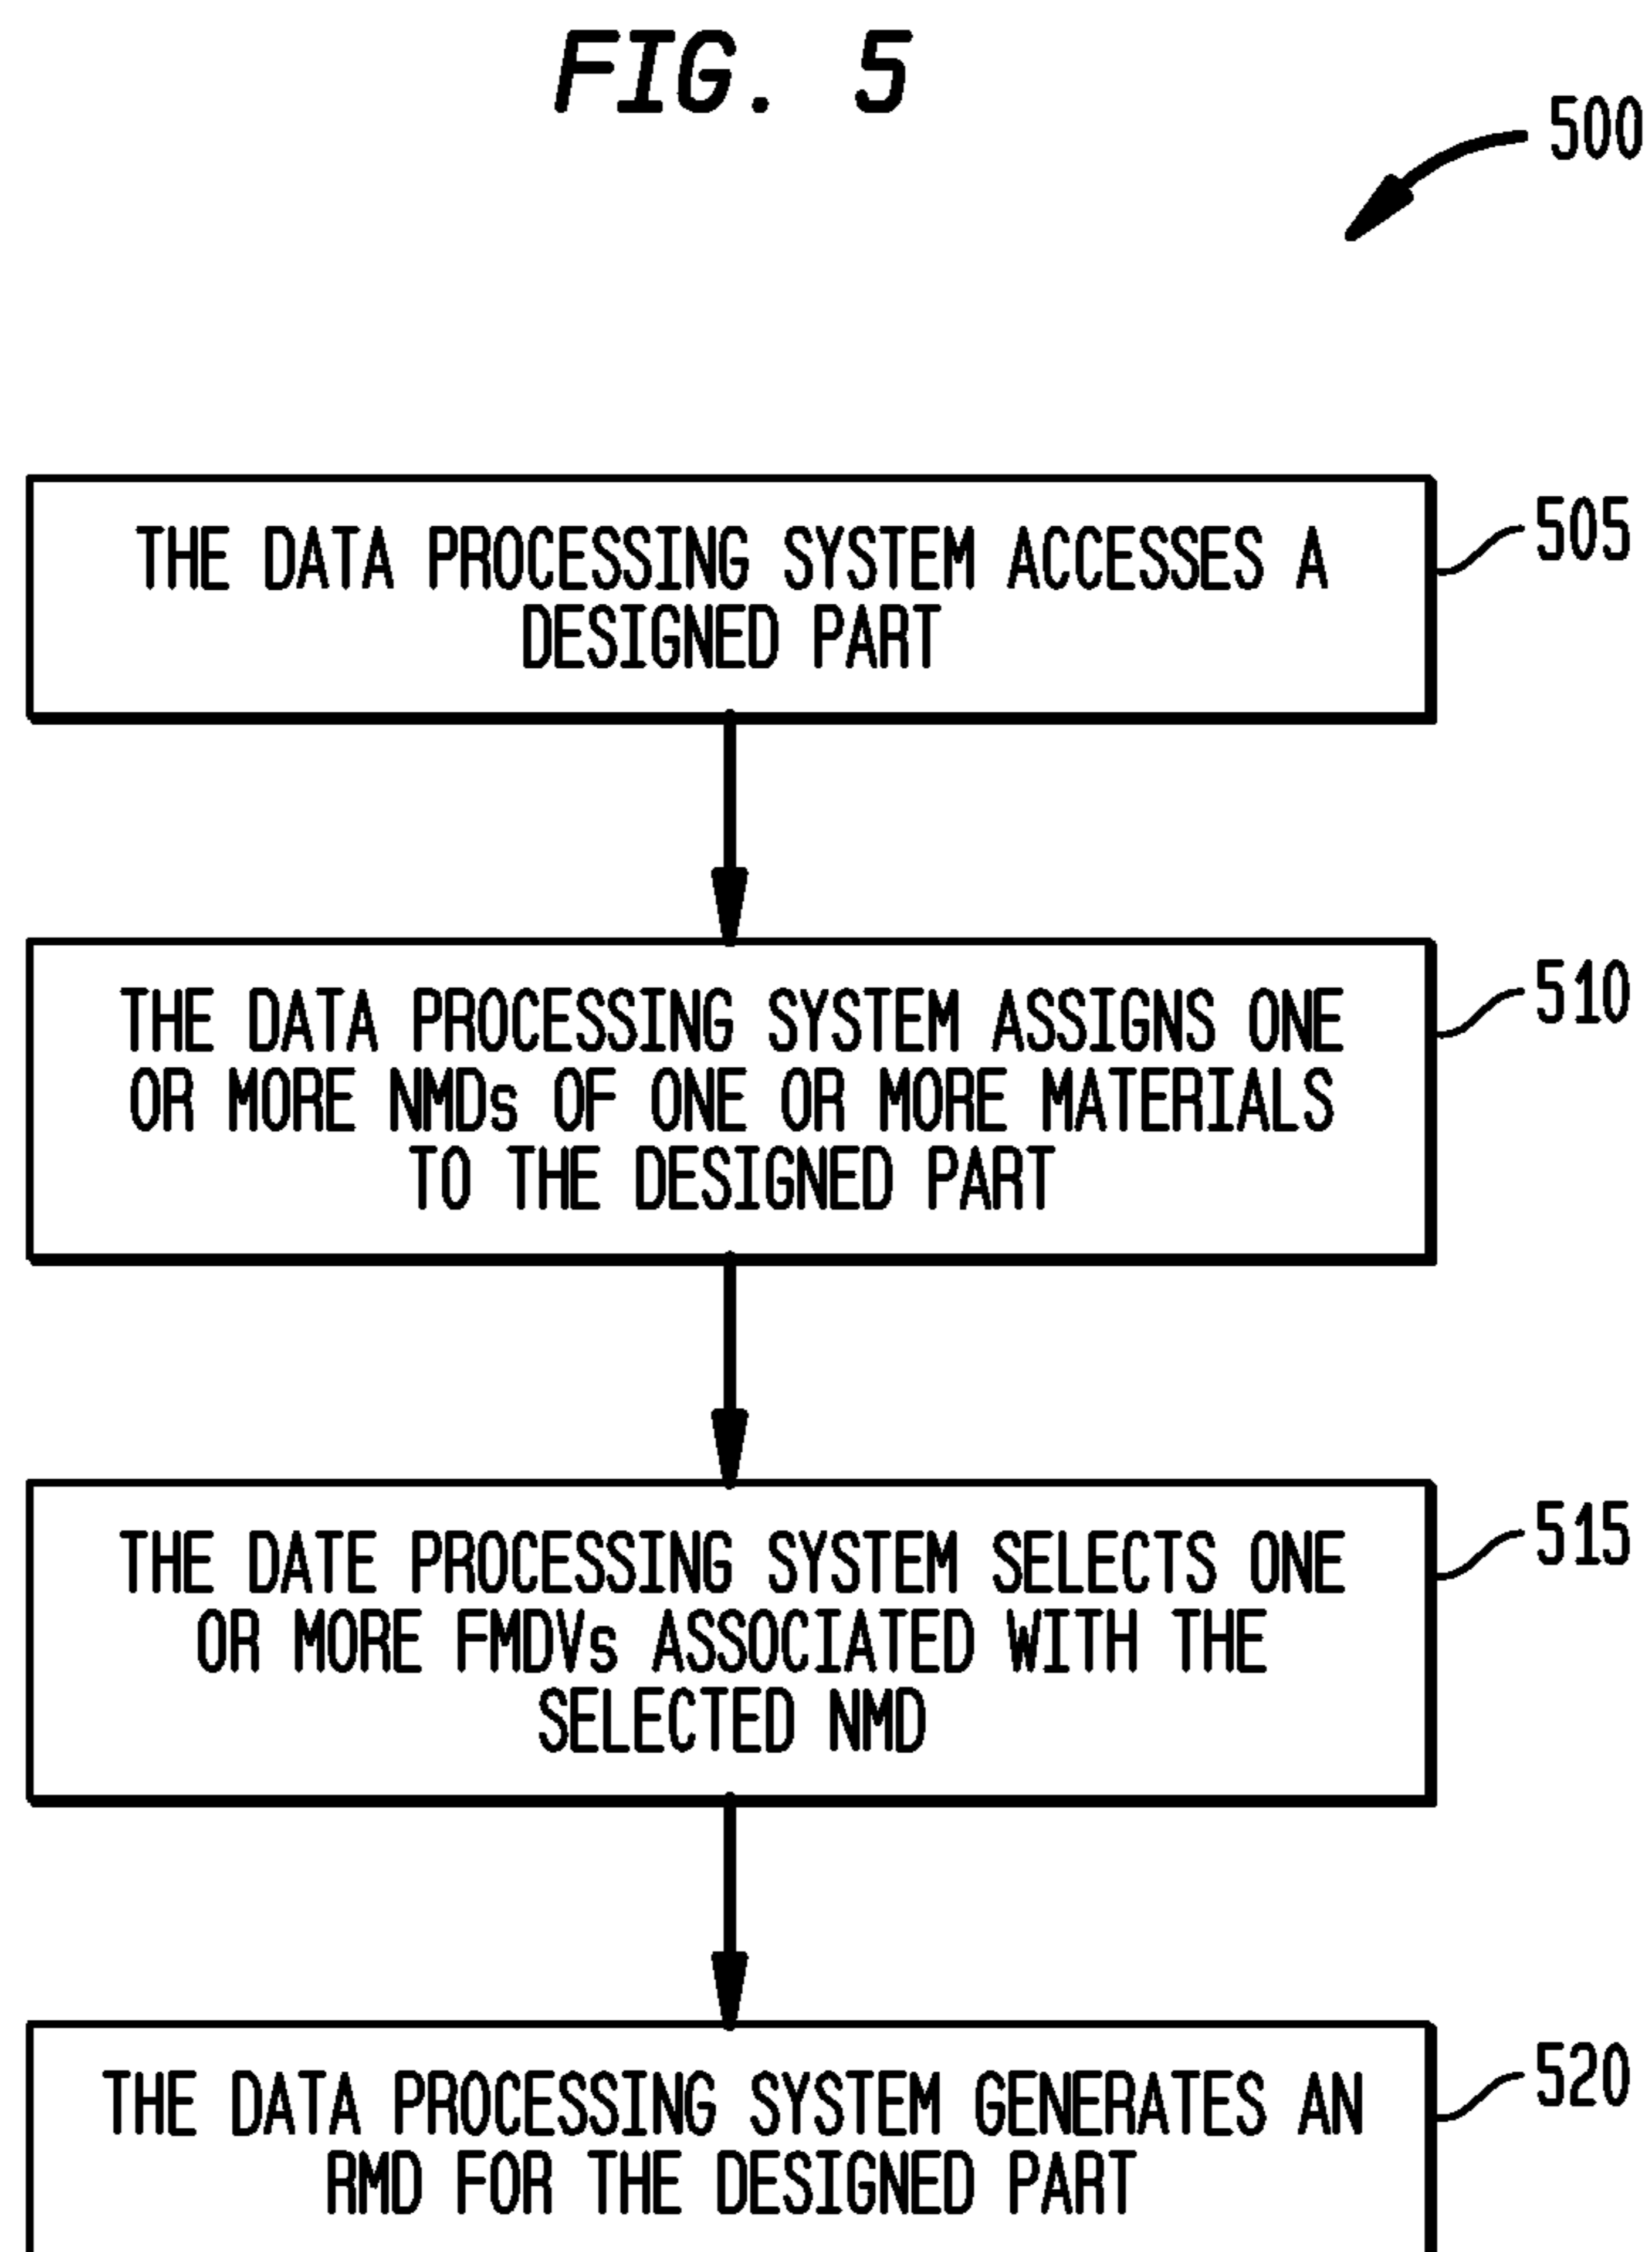 FIG. 5
500
THE DATA PROCESSING SYSTEM ACCESSES A
DESIGNED PART
505
THE DATA PROCESSING SYSTEM ASSIGNS ONE
OR MORE NMDs OF ONE OR MORE MATERIALS
TO THE DESIGNED PART
510
THE DATE PROCESSING SYSTEM SELECTS ONE
OR MORE FMDVs ASSOCIATED WITH THE
SELECTED NMD
515
THE DATA PROCESSING SYSTEM GENERATES AN
RMD FOR THE DESIGNED PART
520